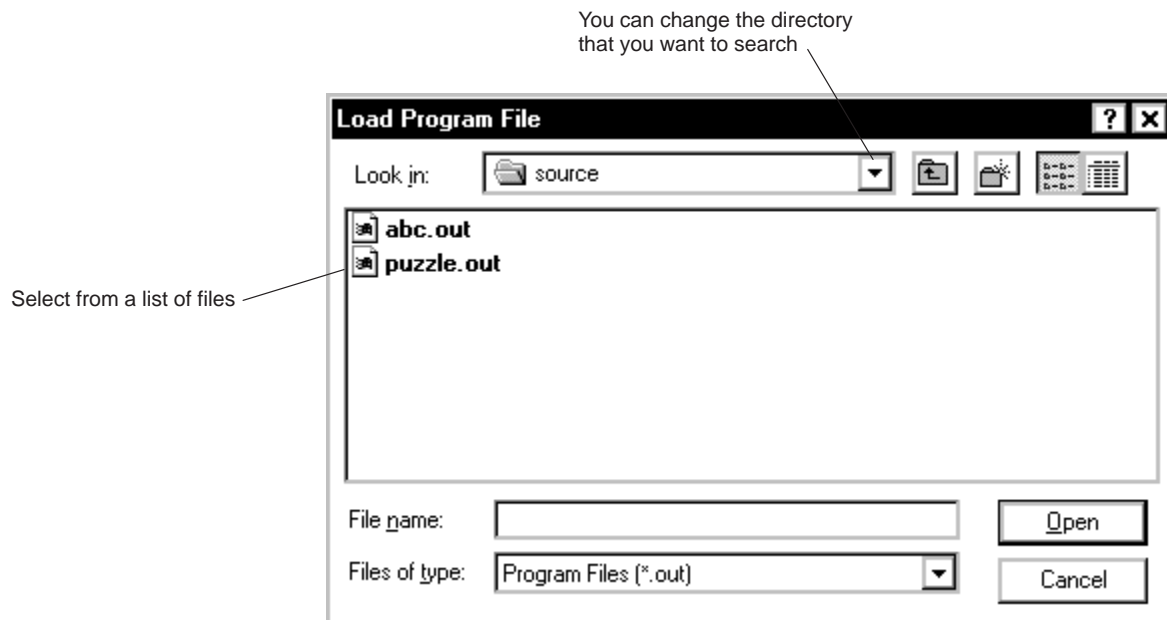 You can change the directory
that you want to search
Load Program File
?
Look in:
source
abc.out
puzzle.out
Select from a list of files
File name:
Open
Files of type:
Program Files (*.out)
Cancel